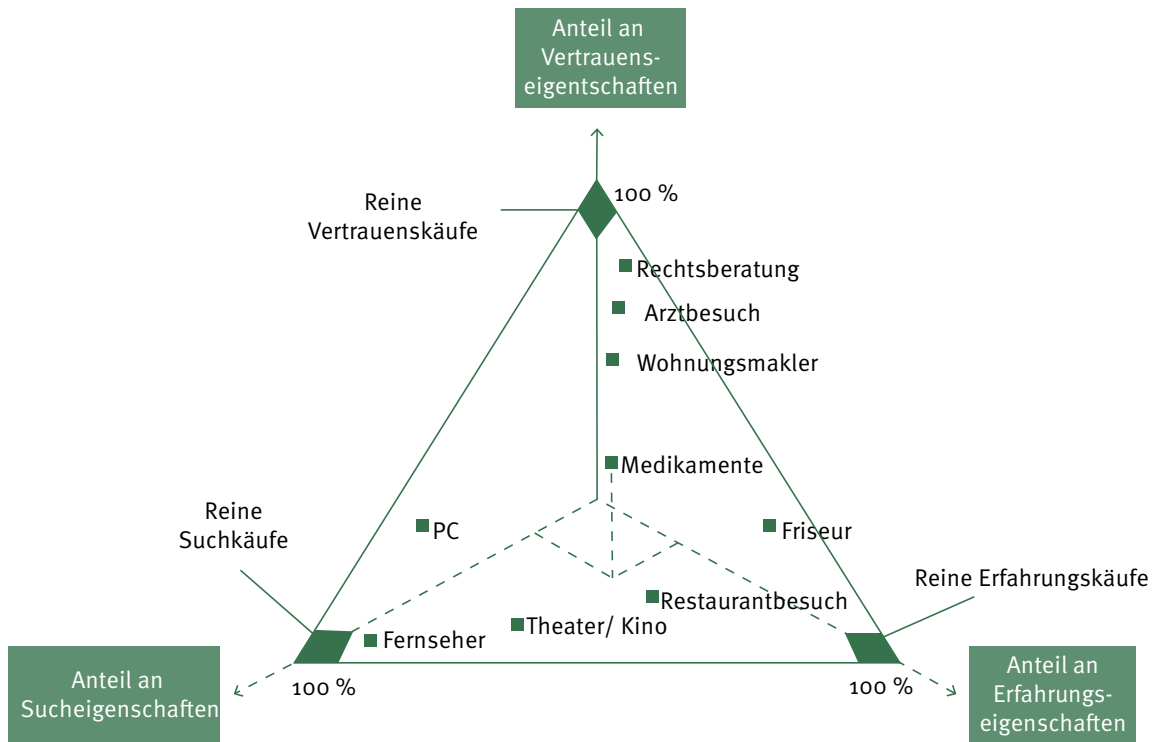 Anteil an
Vertrauens-
eigentschaften
100 %
Reine
Vertrauenskäufe
Rechtsberatung
Arztbesuch
Wohnungsmakler
Medikamente
Reine
Suchkäufe
PC
Friseur
Reine Erfahrungskäufe
Restaurantbesuch
Theater/ Kino
Fernseher
Anteil an
Sucheigenschaften
100 %
100 %
Anteil an
Erfahrungs-
eigenschaften